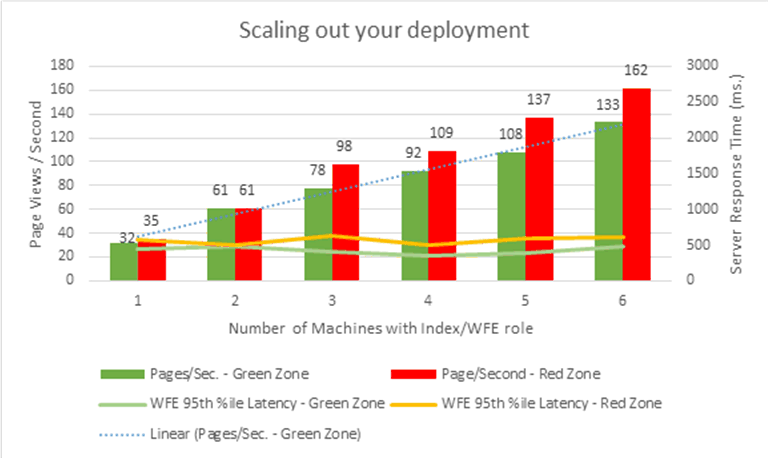 Scaling out your deployment
Page Views / Second
180
160
140
120
100
80
60
40
20
0
32
35
61
61
78
98
92
109
108
137
133
162
3000
2500
2000
1500
1000
500
0
Server Response Time (ms.)
1 2 3 4 5 6
Number of Machines with Index/WFE role
Pages/Sec. - Green Zone
Page/Second - Red Zone
WFE 95th %ile Latency - Green Zone
WFE 95th %ile Latency - Red Zone
Linear (Pages/Sec. - Green Zone)